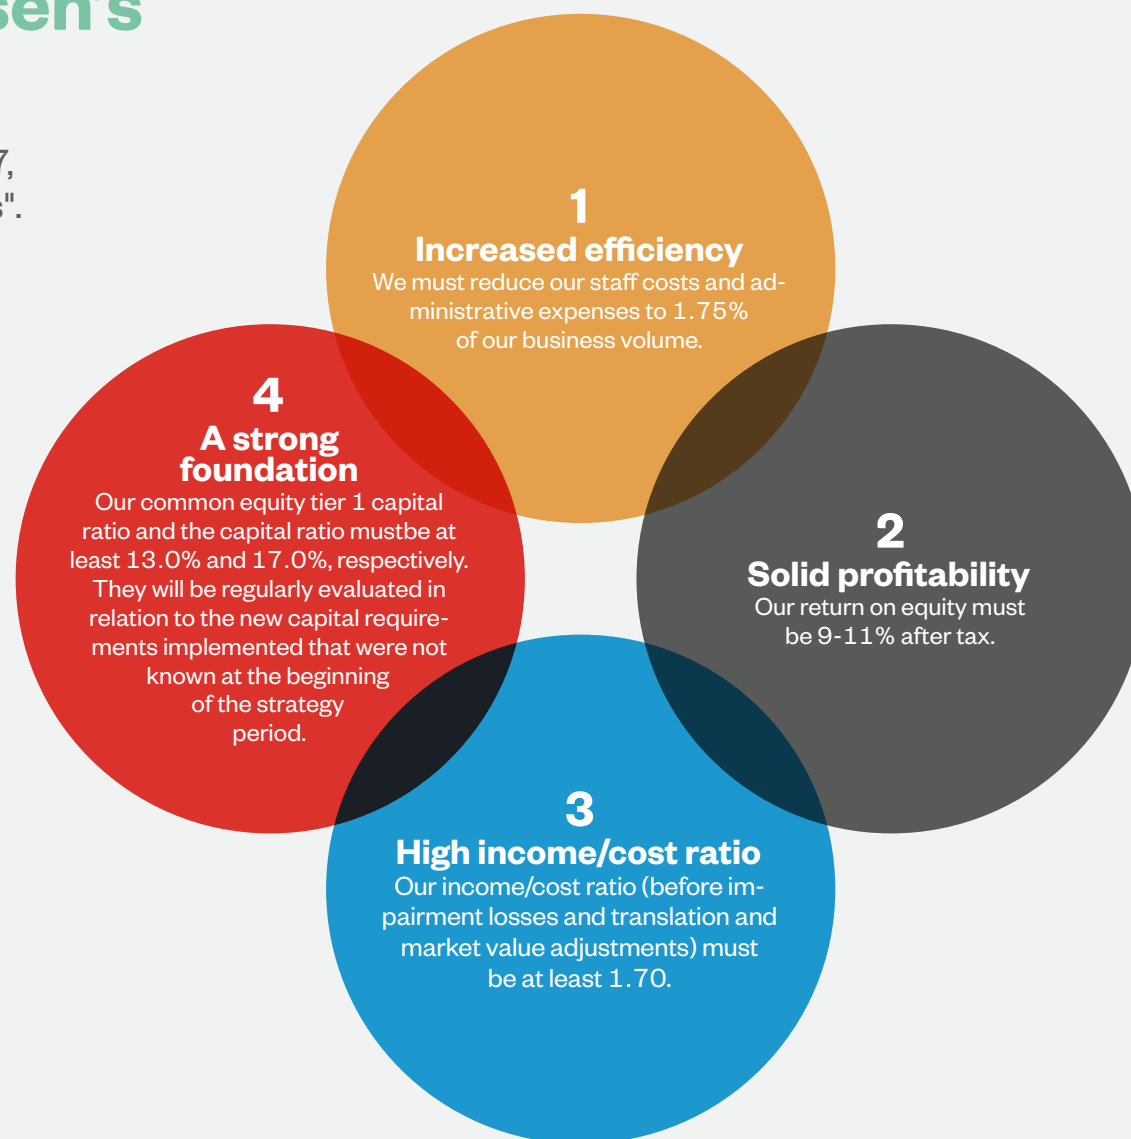 sen's
7,
s".
1
Increased efficiency
We must reduce our staff costs and ad-
ministrative expenses to 1.75%
of our business volume.
4
A strong
foundation
Our common equity tier 1 capital
ratio and the capital ratio mustbe at
least 13.0% and 17.0%, respectively.
They will be regularly evaluated in
relation to the new capital require-
ments implemented that were not
known at the beginning
of the strategy
period.
2
Solid profitability
Our return on equity must
be 9-11% after tax.
3
High income/cost ratio
Our income/cost ratio (before im-
pairment losses and translation and
market value adjustments) must
be at least 1.70.